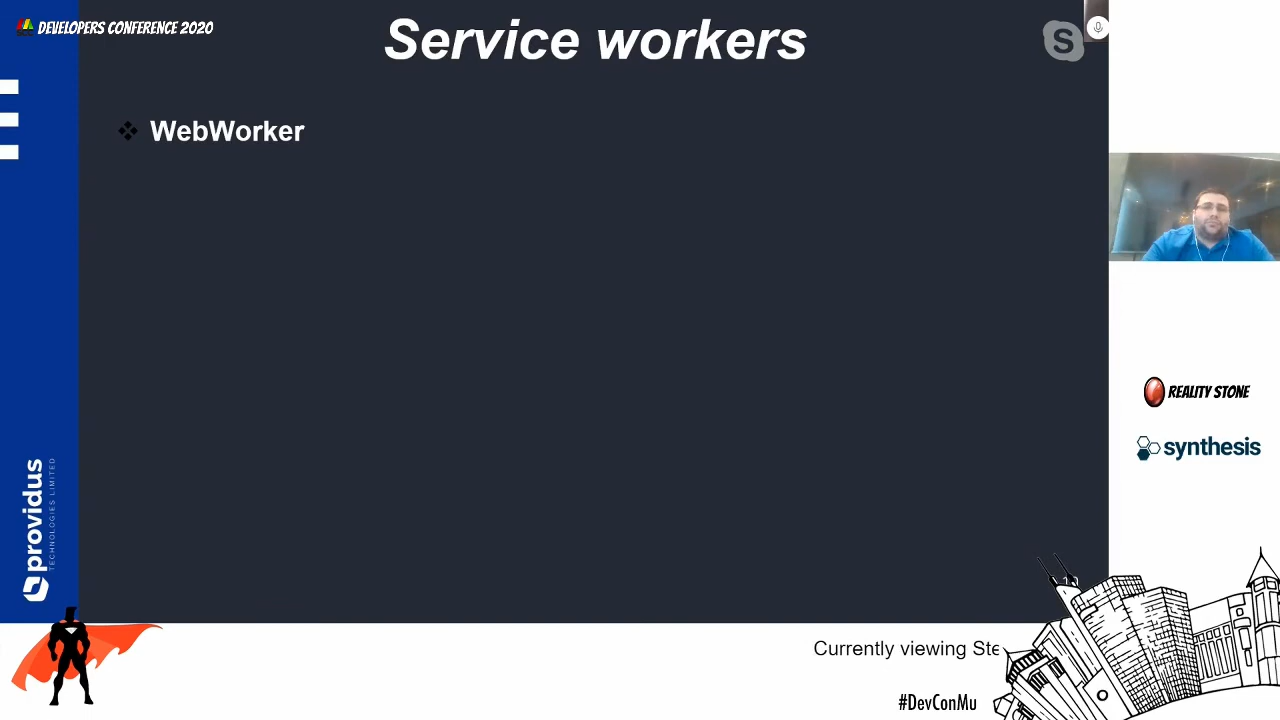 DEVELOPERS CONFERENCE 2020
Service workers
S
WebWorker
providus
TECHNOLOGIES LIMITED
REALITY STONE
synthesis
Currently viewing Ste
#DevConMu